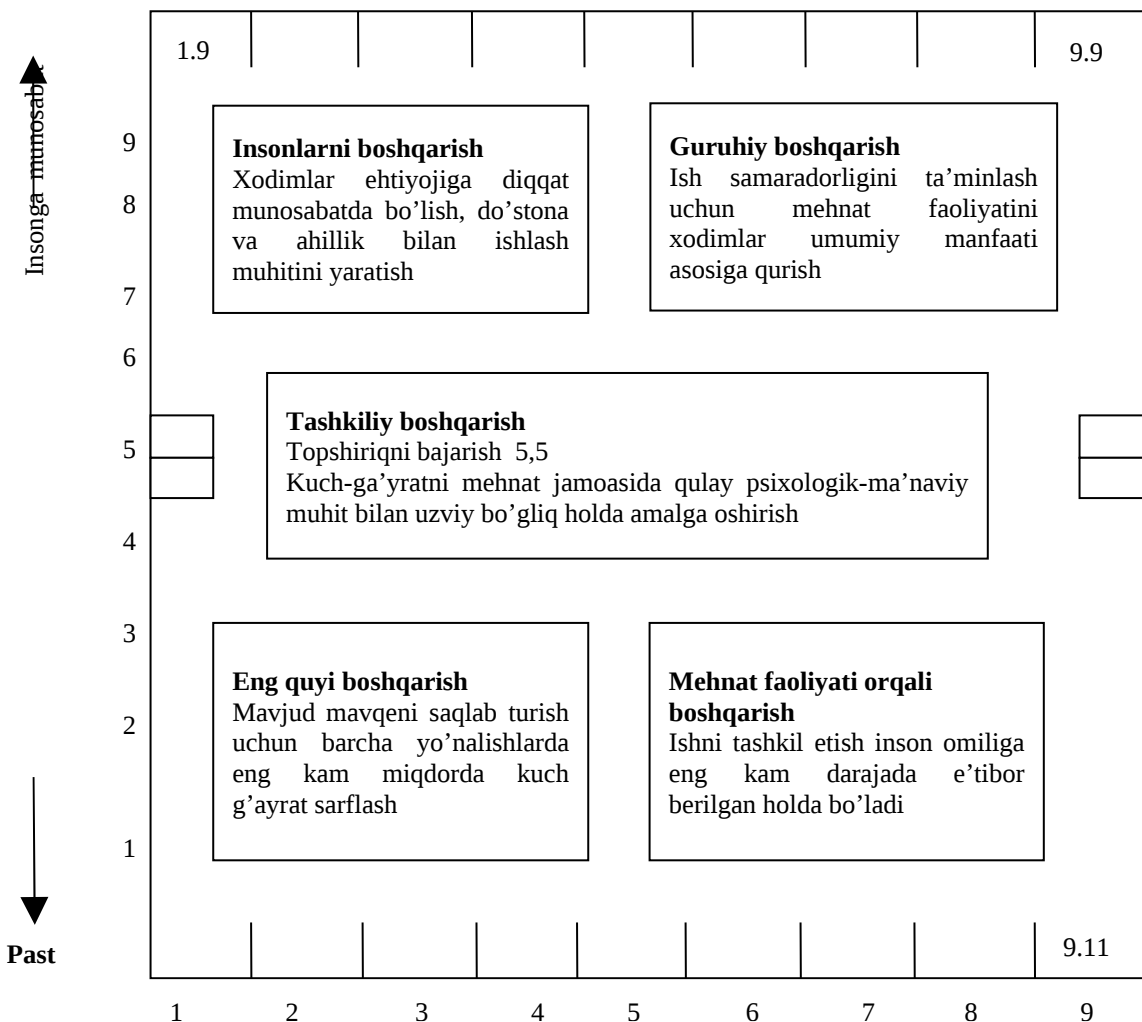 1.9
9.9
Insonga munosabat
9
8
7
6
5
4
3
2
1
Insonlarni boshqarish
Xodimlar ehtiyojiga diqqat
munosabatda bo’lish, do’stona
va ahillik bilan ishlash
muhitini yaratish
Guruhiy boshqarish
Ish samaradorligini ta’minlash
uchun mehnat faoliyatini
xodimlar umumiy manfaati
asosiga qurish
Tashkiliy boshqarish
Topshiriqni bajarish 5,5
Kuch-ga’yratni mehnat jamoasida qulay psixologik-ma’naviy
muhit bilan uzviy bo’gliq holda amalga oshirish
Eng quyi boshqarish
Mavjud mavqeni saqlab turish
uchun barcha yo’nalishlarda
eng kam miqdorda kuch
g’ayrat sarflash
Mehnat faoliyati orqali
boshqarish
Ishni tashkil etish inson omiliga
eng kam darajada e’tibor
berilgan holda bo’ladi
Past
9.11
1 2 3 4 5 6 7 8 9